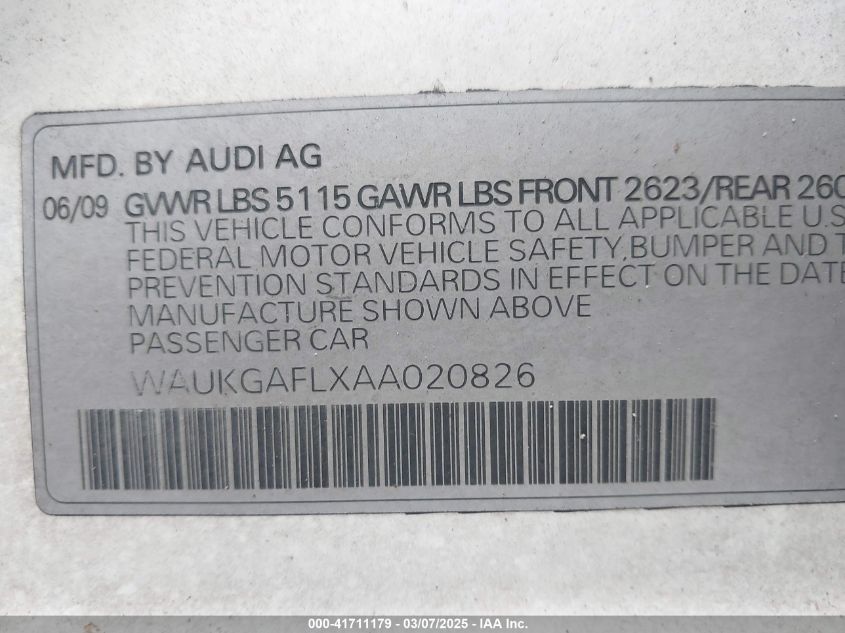 MFD. BY AUDI AG
06/09 GVWR LBS 5115 GAWR LBS FRONT 2623/REAR
THIS VEHICLE CONFORMS TO ALL APPLICABLE U.S
FEDERAL MOTOR VEHICLE SAFETY, BUMPER AND
PREVENTION STANDARDS IN EFFECT ON THE DATE
MANUFACTURE SHOWN ABOVE
PASSENGER CAR
WAUKGAFLXAA020826
000-41711179 - 03/07/2025 - IAA Inc.